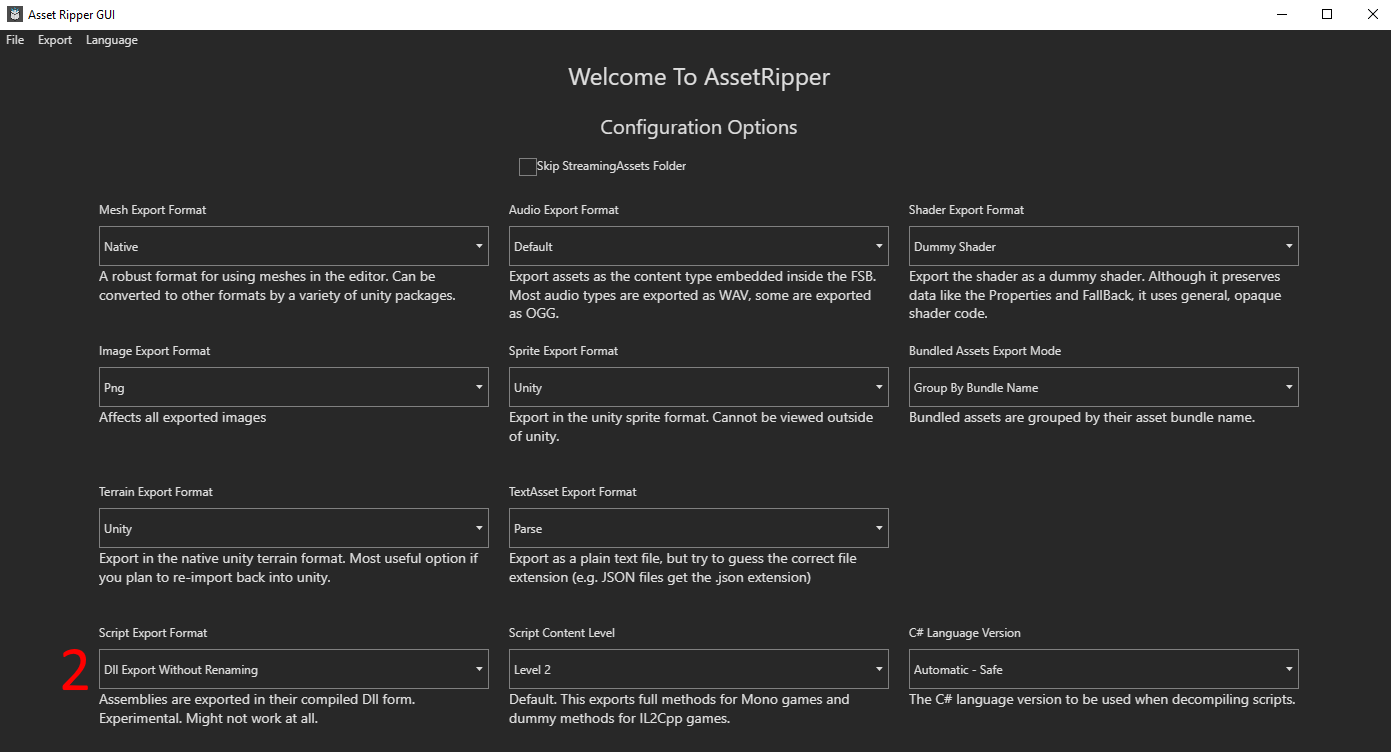 Asset Ripper GUI
File Export Language
Welcome To AssetRipper
Configuration Options
Skip StreamingAssets Folder
Mesh Export Format
Native
A robust format for using meshes in the editor. Can be
converted to other formats by a variety of unity packages.
Audio Export Format
Default
Export assets as the content type embedded inside the FSB.
Most audio types are exported as WAV, some are exported
as OGG.
Shader Export Format
Dummy Shader
Export the shader as a dummy shader. Although it preserves
data like the Properties and FallBack, it uses general, opaque
shader code.
Image Export Format
Png
Affects all exported images
Sprite Export Format
Unity
Export in the unity sprite format. Cannot be viewed outside
of unity.
Bundled Assets Export Mode
Group By Bundle Name
Bundled assets are grouped by their asset bundle name.
Terrain Export Format
Unity
Export in the native unity terrain format. Most useful option if
you plan to re-import back into unity.
TextAsset Export Format
Parse
Export as a plain text file, but try to guess the correct file
extension (e.g. JSON files get the .json extension)
2
Script Export Format
Dll Export Without Renaming
Assemblies are exported in their compiled Dll form.
Experimental. Might not work at all.
Script Content Level
Level 2
Default. This exports full methods for Mono games and
dummy methods for IL2Cpp games.
C# Language Version
Automatic - Safe
The C# language version to be used when decompiling scripts.